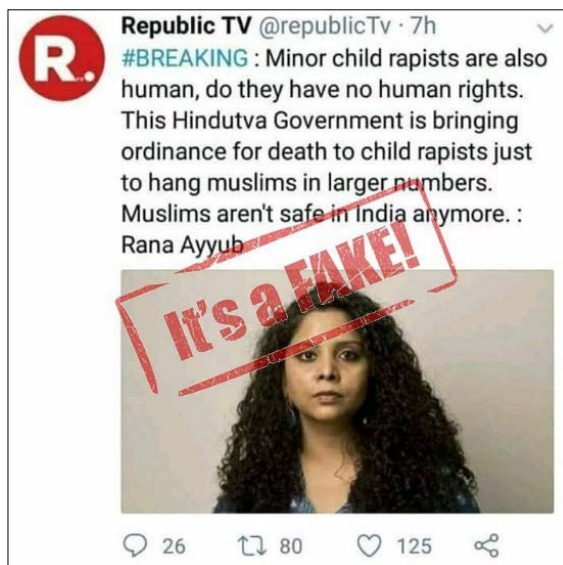 Republic TV @republicTv · 7h
R.
#BREAKING : Minor child rapists are also
human, do they have no human rights.
This Hindutva Government is bringing
ordinance for death to child rapists just
to hang muslims in larger numbers.
Muslims aren't safe in India anymore. :
Rana Ayyub
It's a FAKE!
26 80 125